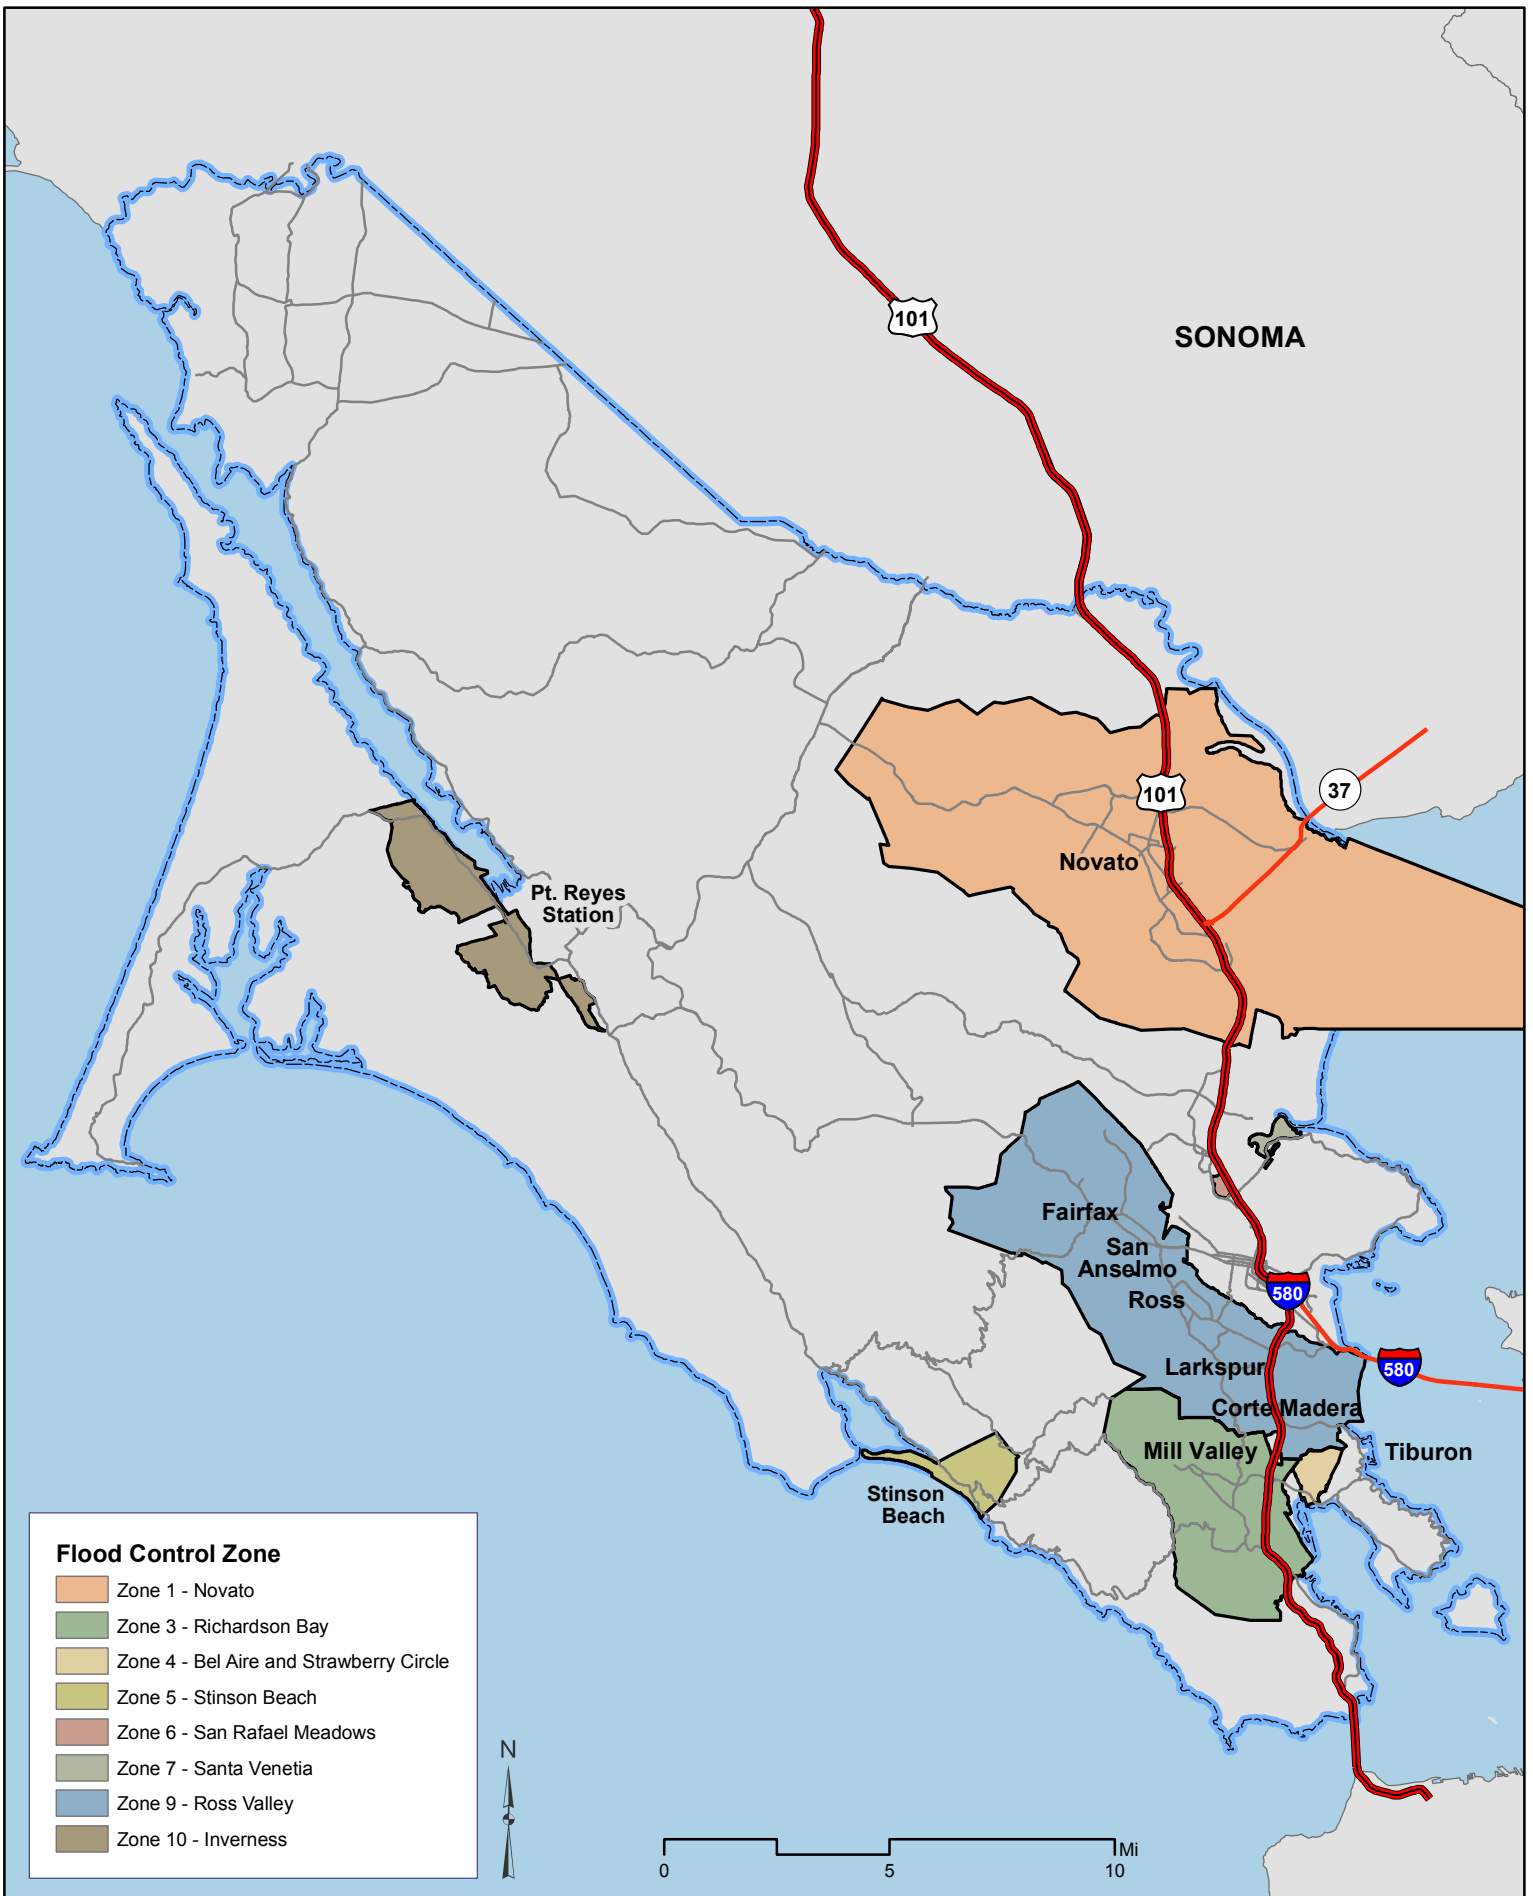 101
SONOMA
37
101
Novato
Pt. Reyes
Station
Fairfax
San
Anselmo
Ross
580
Larkspur
580
Corte Madera
Mill Valley
Tiburon
Stinson
Beach
Flood Control Zone
Zone 1 - Novato
Zone 3 - Richardson Bay
Zone 4 - Bel Aire and Strawberry Circle
Zone 5 - Stinson Beach
Zone 6 - San Rafael Meadows
Zone 7 - Santa Venetia
Zone 9 - Ross Valley
Zone 10 - Inverness
N
Mi
0 5 10